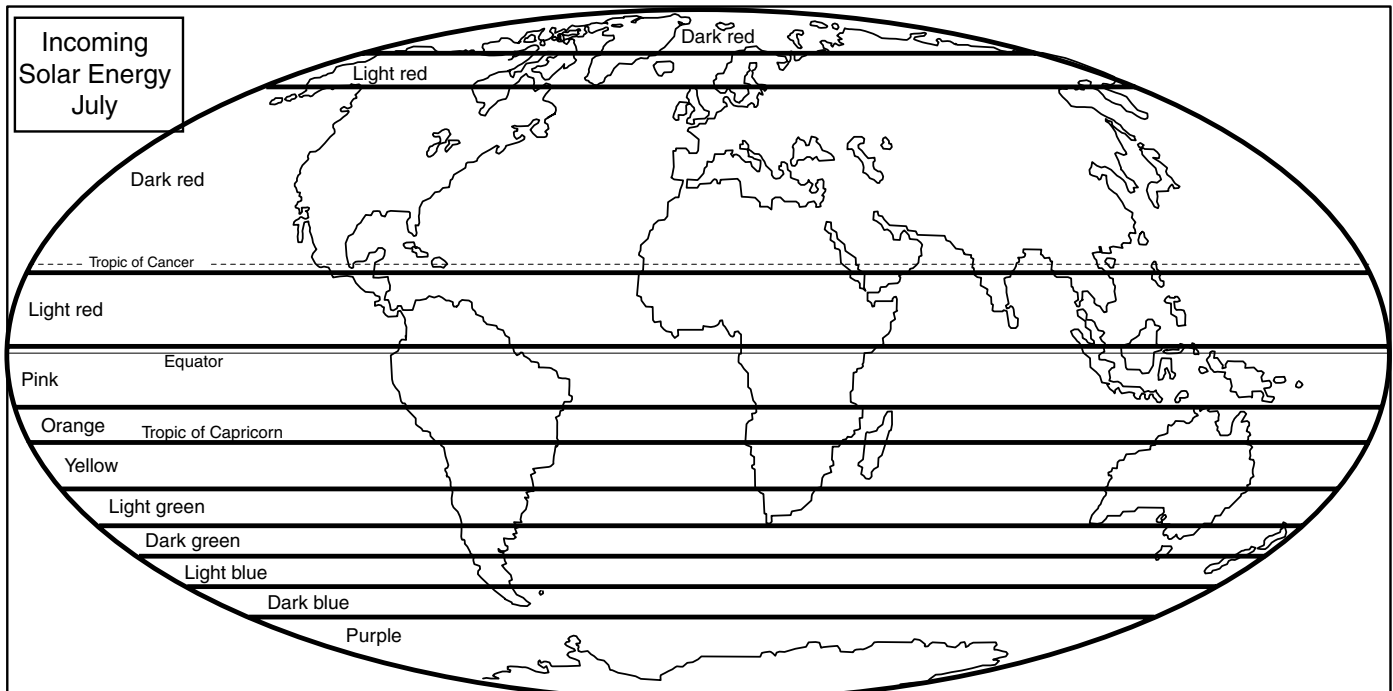 Incoming
Solar Energy
July
Dark red
Light red
Dark red
Tropic of Cancer
Light red
Equator
Pink
Orange
Tropic of Capricorn
Yellow
Light green
Dark green
Light blue
Dark blue
Purple